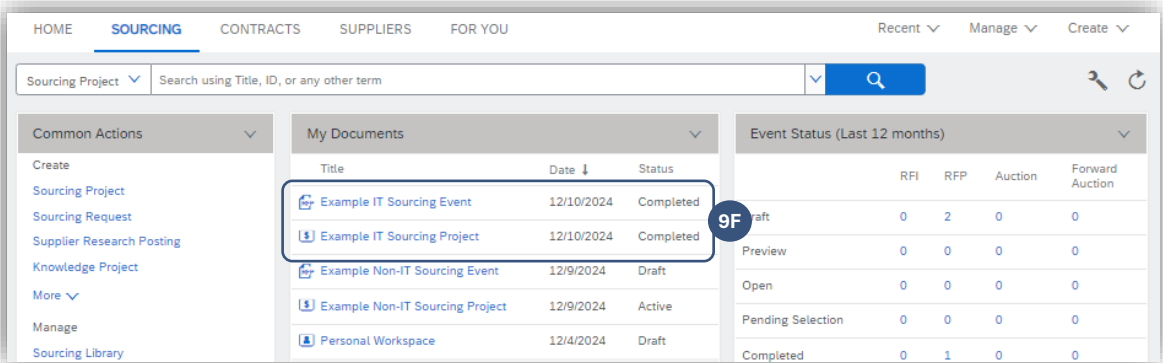 HOME SOURCING CONTRACTS SUPPLIERS FOR YOU Recent Manage Create
Sourcing Project Search using Title, ID, or any other term
Common Actions
Create
Sourcing Project
Sourcing Request
Supplier Research Posting
Knowledge Project
More
Manage
Sourcing Library
My Documents
Title Date ↓ Status
Example IT Sourcing Event 12/10/2024 Completed
Example IT Sourcing Project 12/10/2024 Completed
Example Non-IT Sourcing Event 12/9/2024 Draft
Example Non-IT Sourcing Project 12/9/2024 Active
Personal Workspace 12/4/2024 Draft
9F
Event Status (Last 12 months)
RFI RFP Auction Forward Auction
raft 0 2 0 0
Preview 0 0 0 0
Open 0 0 0 0
Pending Selection 0 0 0 0
Completed 0 1 0 0